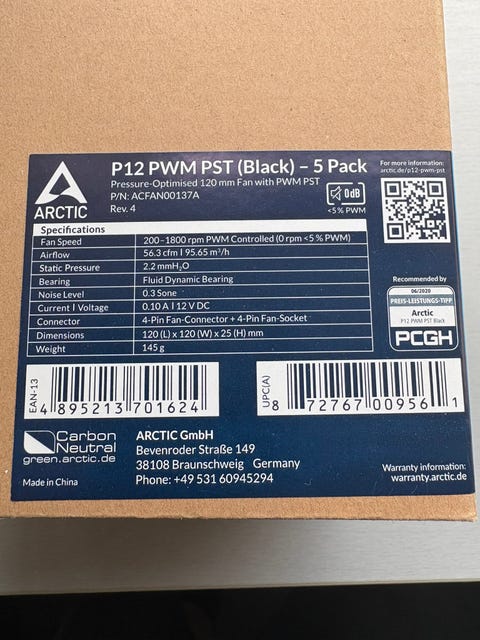 ARCTIC
P12 PWM PST (Black) – 5 Pack
Pressure-Optimised 120 mm Fan with PWM PST
P/N: ACFAN00137A
Rev. 4
0dB
<5 % PWM
For more information:
arctic.de/p12-pwm-pst
Specifications
Fan Speed 200–1800 rpm PWM Controlled (0 rpm <5 % PWM)
Airflow 56.3 cfm | 95.65 m³/h
Static Pressure 2.2 mmH₂O
Bearing Fluid Dynamic Bearing
Noise Level 0.3 Sone
Current | Voltage 0.10 A | 12 V DC
Connector 4-Pin Fan-Connector + 4-Pin Fan-Socket
Dimensions 120 (L) x 120 (W) x 25 (H) mm
Weight 145 g
Recommended by
06/2020
PREIS-LEISTUNGS-TIPP
Arctic
P12 PWM PST Black
PCGH
EAN-13
4 895213 701624
UPC(A)
8 72767 00956 1
Carbon
Neutral
green.arctic.de
Made in China
ARCTIC GmbH
Bevenroder Straße 149
38108 Braunschweig Germany
Phone: +49 531 60945294
Warranty information:
warranty.arctic.de